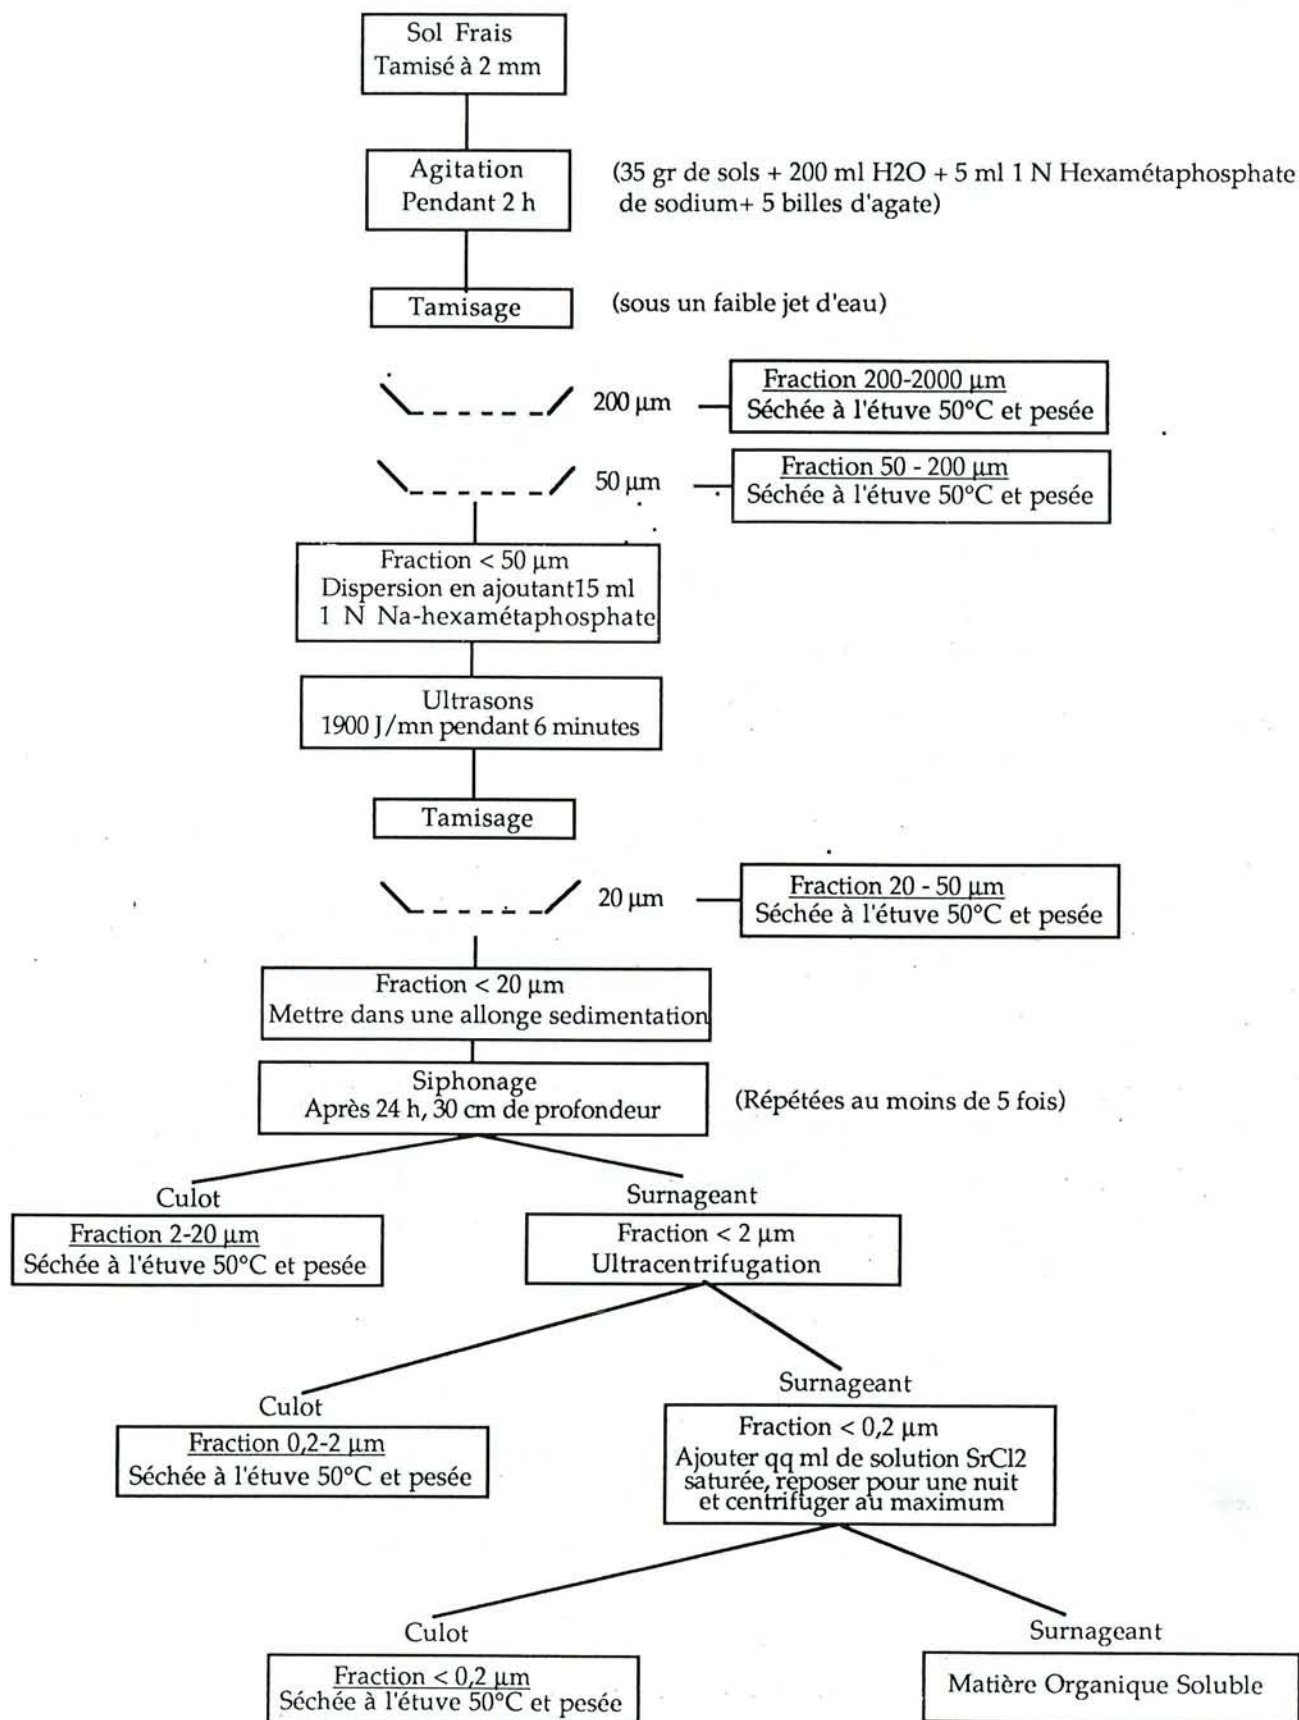 Sol Frais
Tamisé à 2 mm
Agitation
Pendant 2 h
(35 gr de sols + 200 ml H2O + 5 ml 1 N Hexamétaphosphate
de sodium+ 5 billes d'agate)
Tamisage
(sous un faible jet d'eau)
200 µm
Fraction 200-2000 µm
Séchée à l'étuve 50°C et pesée
50 µm
Fraction 50 - 200 µm
Séchée à l'étuve 50°C et pesée
Fraction < 50 µm
Dispersion en ajoutant15 ml
1 N Na-hexamétaphosphate
Ultrasons
1900 J/mn pendant 6 minutes
Tamisage
20 µm
Fraction 20 - 50 µm
Séchée à l'étuve 50°C et pesée
Fraction < 20 µm
Mettre dans une allonge sedimentation
Siphonage
Après 24 h, 30 cm de profondeur
(Répétées au moins de 5 fois)
Culot
Fraction 2-20 µm
Séchée à l'étuve 50°C et pesée
Surnageant
Fraction < 2 µm
Ultracentrifugation
Culot
Fraction 0,2-2 µm
Séchée à l'étuve 50°C et pesée
Surnageant
Fraction < 0,2 µm
Ajouter qq ml de solution SrCl2
saturée, reposer pour une nuit
et centrifuger au maximum
Culot
Fraction < 0,2 µm
Séchée à l'étuve 50°C et pesée
Surnageant
Matière Organique Soluble